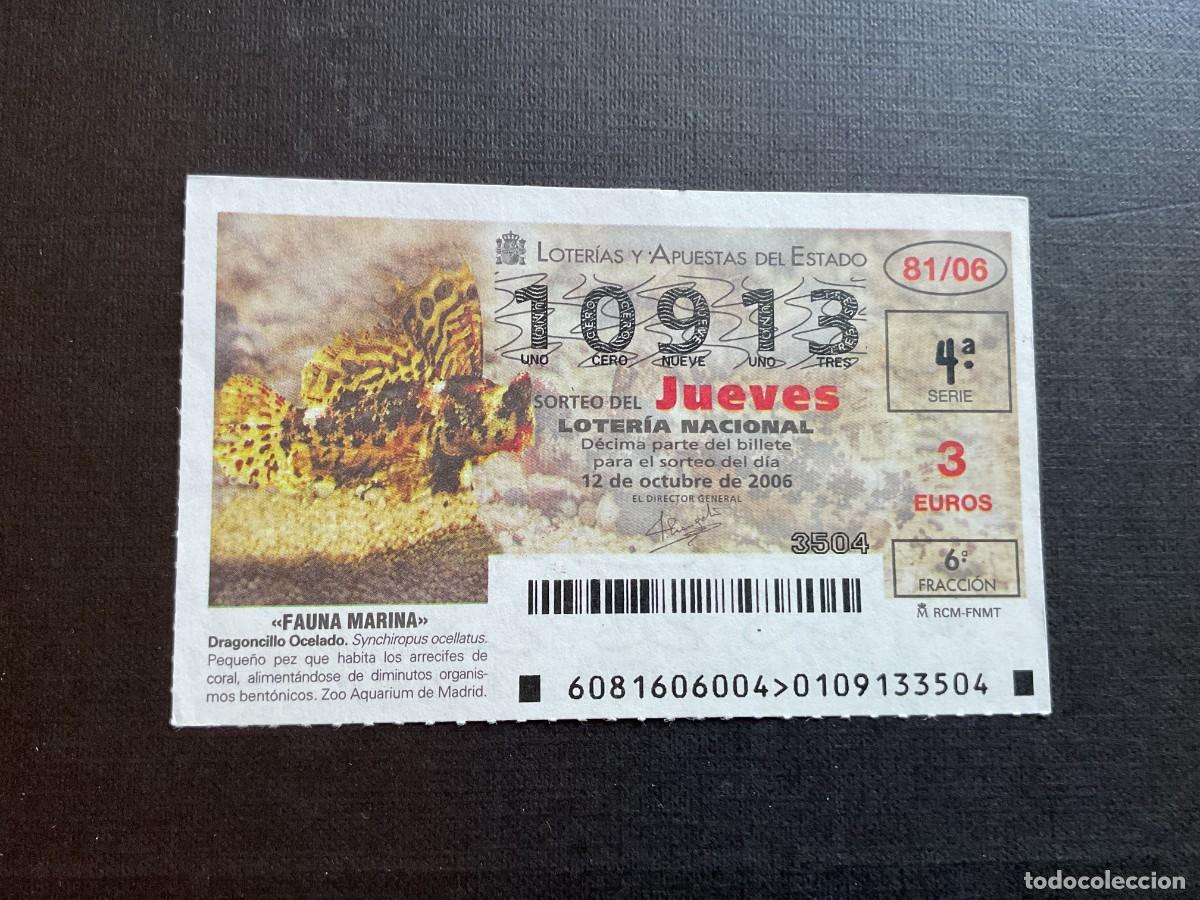 LOTERÍAS Y APUESTAS DEL ESTADO
81/06
10913
UNO CERO NUEVE UNO TRES
4ª
SERIE
SORTEO DEL Jueves
LOTERÍA NACIONAL
Décima parte del billete
para el sorteo del día
12 de octubre de 2006
EL DIRECTOR GENERAL
3
EUROS
3504
6ª
FRACCIÓN
RCM-FNMT
«FAUNA MARINA»
Dragoncillo Ocelado. Synchiropus ocellatus.
Pequeño pez que habita los arrecifes de
coral, alimentándose de diminutos organis-
mos bentónicos. Zoo Aquarium de Madrid.
6081606004>0109133504
todocoleccion